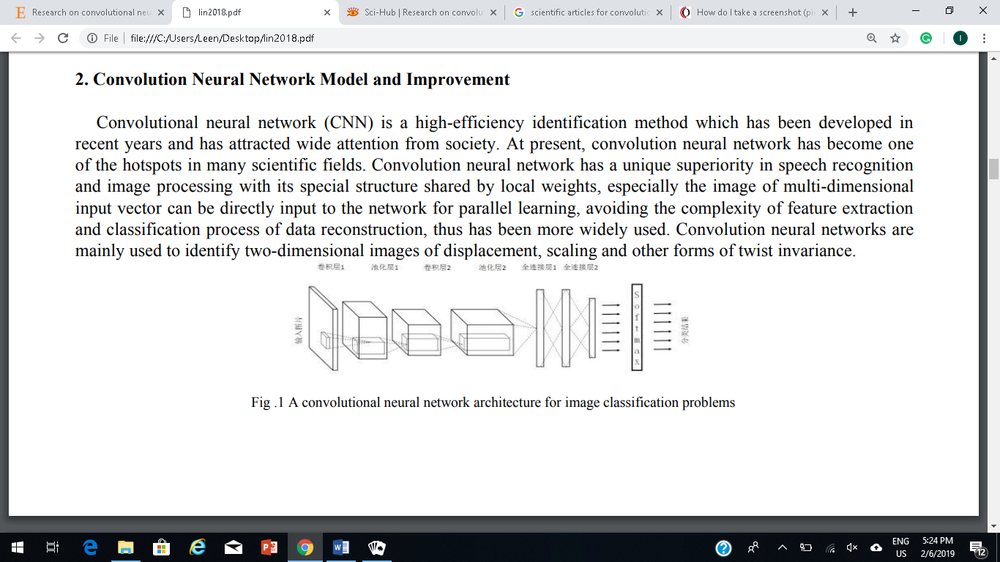 Research on convolutional neu
lin2018.pdf
Sci-Hub | Research on convolu
scientific articles for convolutic
How do I take a screenshot (pi
File
file:///C:/Users/Leen/Desktop/lin2018.pdf
2. Convolution Neural Network Model and Improvement
Convolutional neural network (CNN) is a high-efficiency identification method which has been developed in
recent years and has attracted wide attention from society. At present, convolution neural network has become one
of the hotspots in many scientific fields. Convolution neural network has a unique superiority in speech recognition
and image processing with its special structure shared by local weights, especially the image of multi-dimensional
input vector can be directly input to the network for parallel learning, avoiding the complexity of feature extraction
and classification process of data reconstruction, thus has been more widely used. Convolution neural networks are
mainly used to identify two-dimensional images of displacement, scaling and other forms of twist invariance.
卷积层1 池化层1 卷积层2 池化层2 全连接层1 全连接层2
输入图片
Softmax
分类结果
Fig .1 A convolutional neural network architecture for image classification problems
ENG
US
5:24 PM
2/6/2019
12